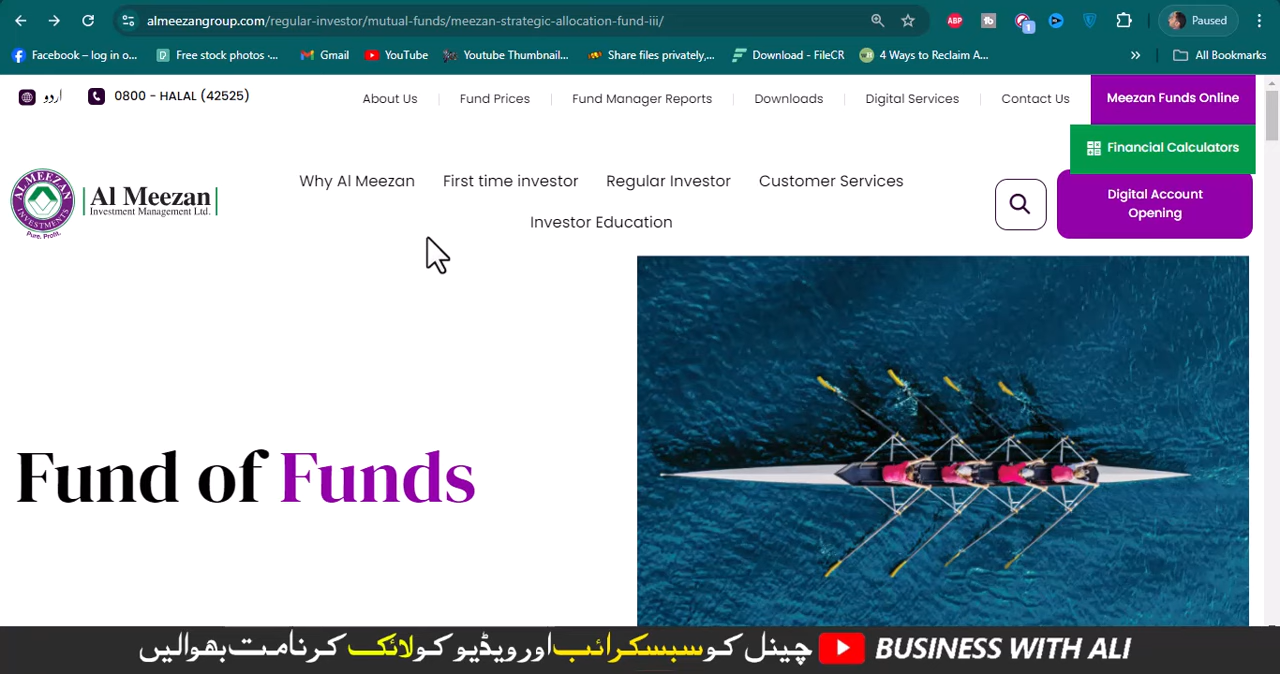 almeezangroup.com/regular-investor/mutual-funds/meezan-strategic-allocation-fund-iii/
ABP
1
Paused
Facebook – log in o...
Free stock photos ·...
Gmail
YouTube
Youtube Thumbnail...
Share files privately,...
Download - FileCR
4 Ways to Reclaim A...
»
All Bookmarks
اردو
0800 - HALAL (42525)
About Us
Fund Prices
Fund Manager Reports
Downloads
Digital Services
Contact Us
Meezan Funds Online
Financial Calculators
AL MEEZAN INVESTMENTS
Pure. Profit.
Al Meezan
Investment Management Ltd.
Why Al Meezan
First time investor
Regular Investor
Customer Services
Investor Education
Digital Account
Opening
Fund of Funds
چینل کو سبسکرائب اور ویڈیو کو لائک کرنا مت بھولیں
BUSINESS WITH ALI